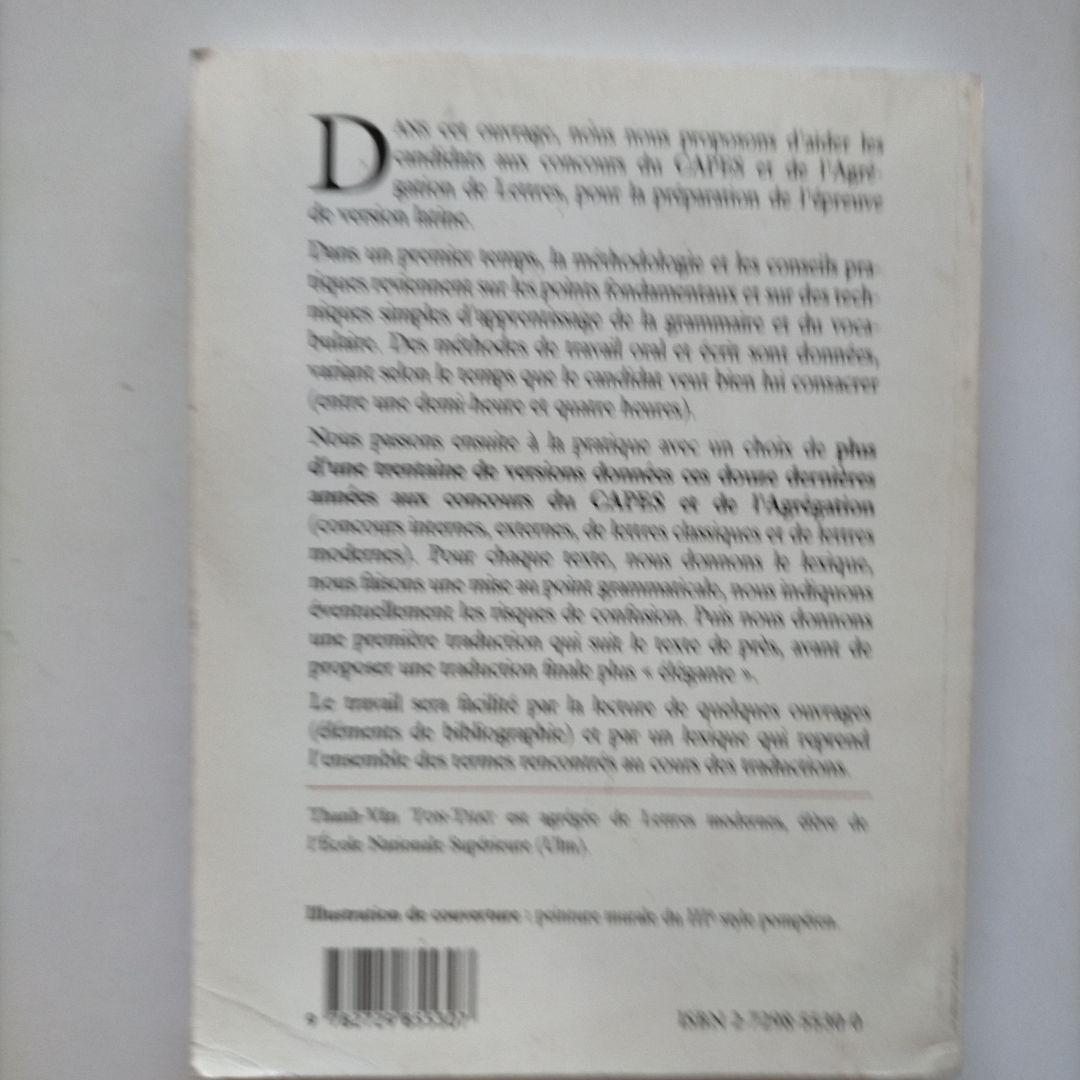 DANS cet ouvrage, nous nous proposons d'aider les
candidats aux concours du CAPES et de l'Agré-
gation de Lettres, pour la préparation de l'épreuve
de version latine.
Dans un premier temps, la méthodologie et les conseils pra-
tiques reviennent sur les points fondamentaux et sur des tech-
niques simples d'apprentissage de la grammaire et du voca-
bulaire. Des méthodes de travail oral et écrit sont données,
variant selon le temps que le candidat veut bien lui consacrer
(entre une demi-heure et quatre heures).
Nous passons ensuite à la pratique avec un choix de plus
d'une trentaine de versions données ces douze dernières
années aux concours du CAPES et de l'Agrégation
(concours internes, externes, de lettres classiques et de lettres
modernes). Pour chaque texte, nous donnons le lexique,
nous faisons une mise au point grammaticale, nous indiquons
éventuellement les risques de confusion. Puis nous donnons
une première traduction qui suit le texte de près, avant de
proposer une traduction finale plus « élégante ».
Le travail sera facilité par la lecture de quelques ouvrages
(éléments de bibliographie) et par un lexique qui reprend
l'ensemble des termes rencontrés au cours des traductions.
est agrégée de Lettres modernes, élève de
l'École Nationale Supérieure (Ulm).
Illustration de couverture : peinture murale du IIIe style pompéien.
ISBN 2-7298-5530-0